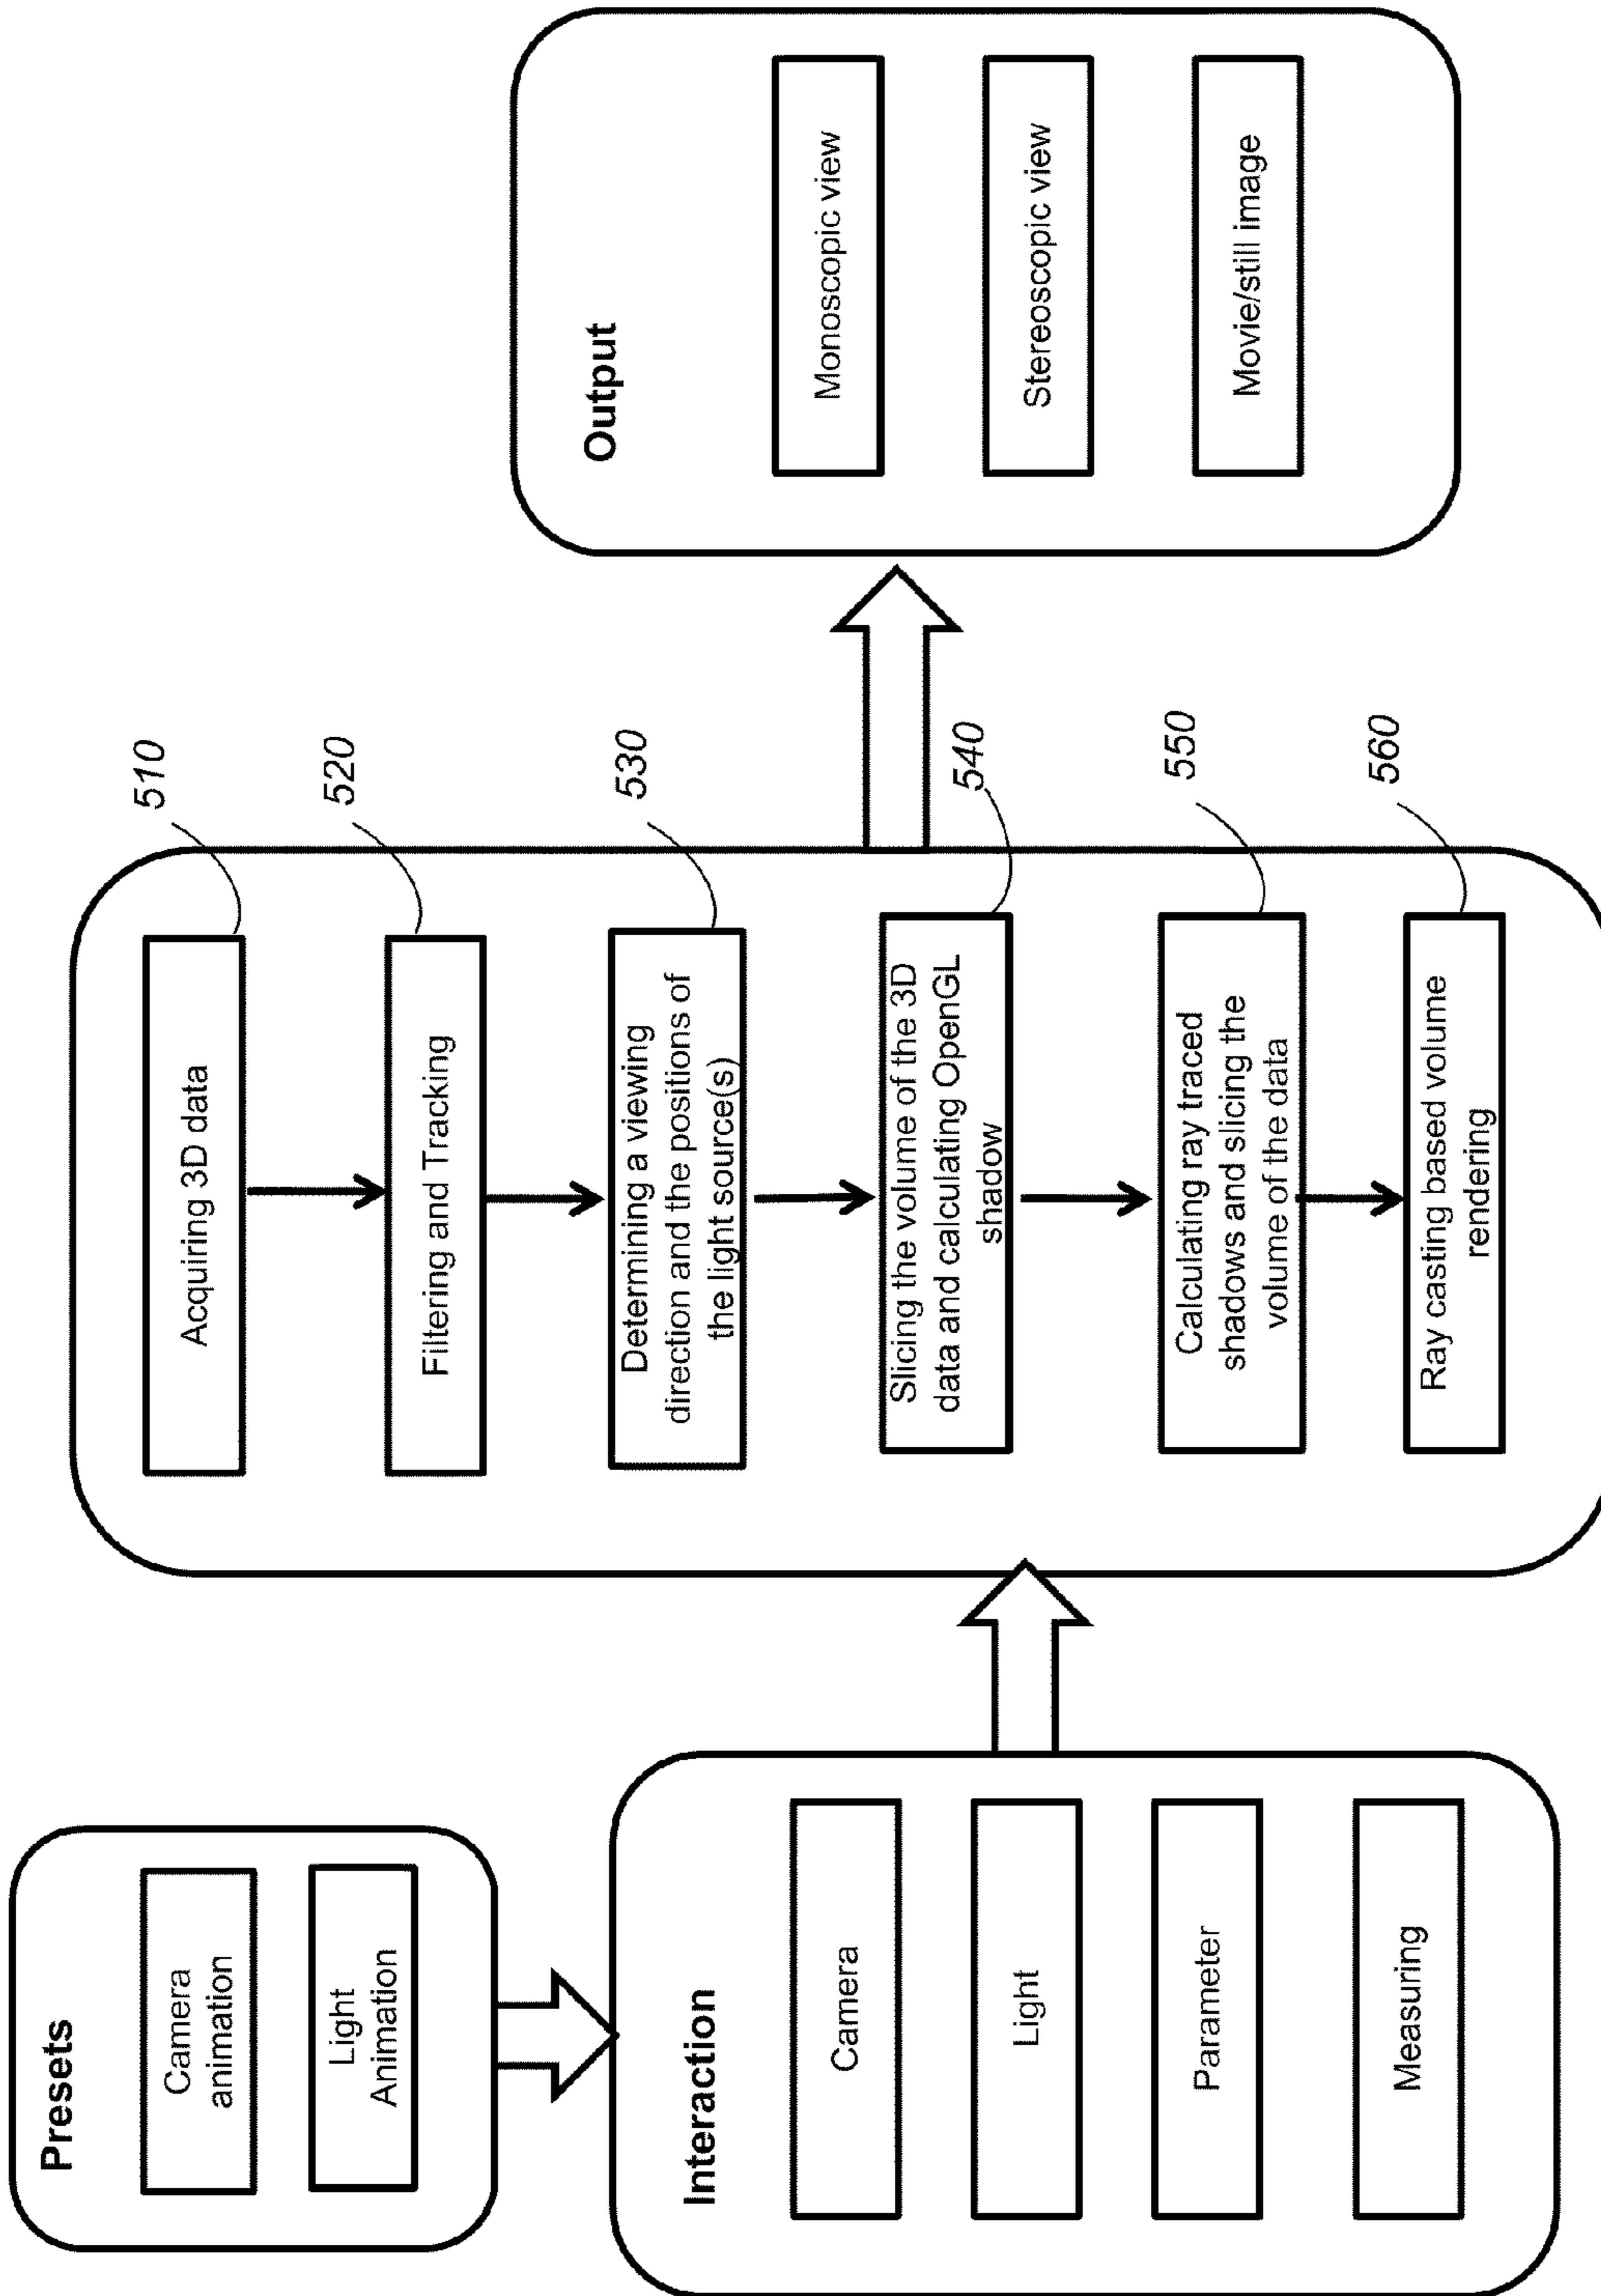 Presets
Camera
animation
Light
Animation
Interaction
Camera
Light
Parameter
Measuring
Acquiring 3D data
510
Filtering and Tracking
520
Determining a viewing
direction and the positions of
the light source(s)
530
Slicing the volume of the 3D
data and calculating OpenGL
shadow
540
Calculating ray traced
shadows and slicing the
volume of the data
550
Ray casting based volume
rendering
560
Output
Monoscopic view
Stereoscopic view
Movie/still image